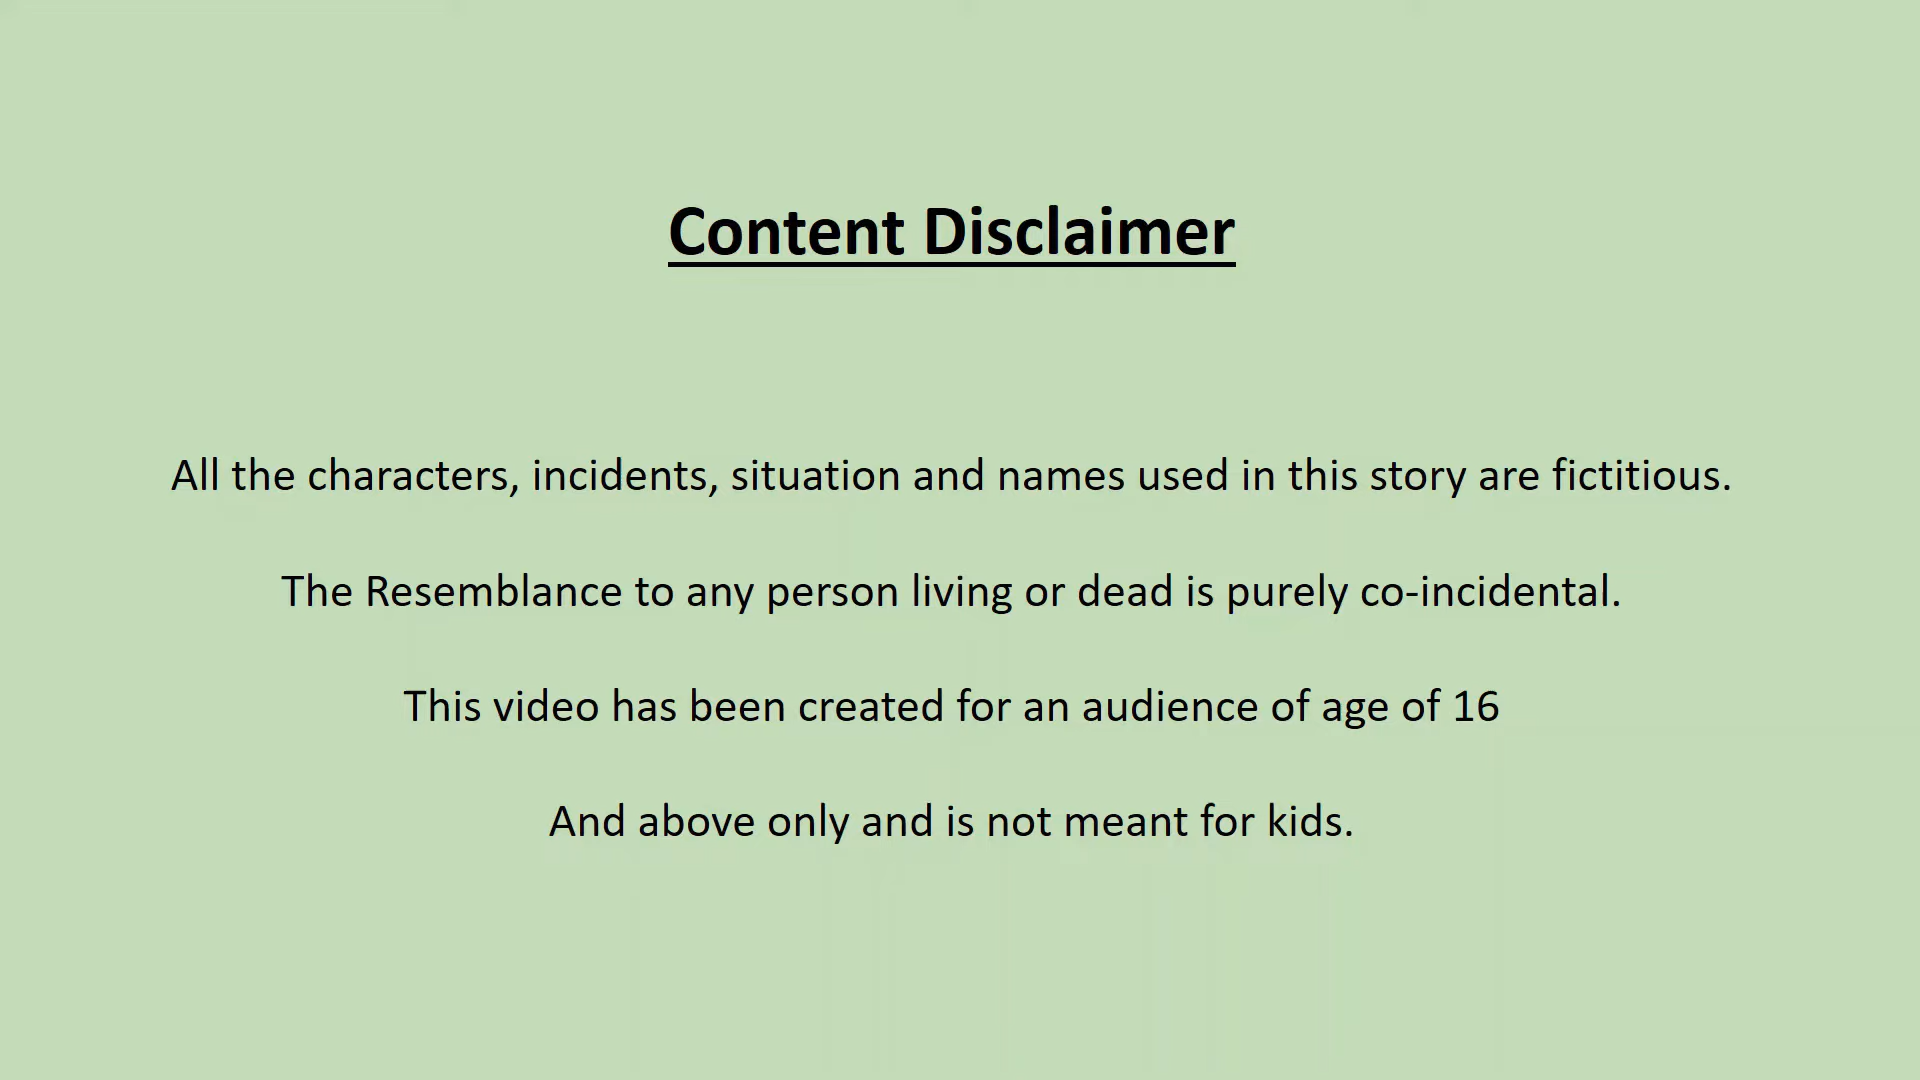 Content Disclaimer
All the characters, incidents, situation and names used in this story are fictitious.
The Resemblance to any person living or dead is purely co-incidental.
This video has been created for an audience of age of 16
And above only and is not meant for kids.